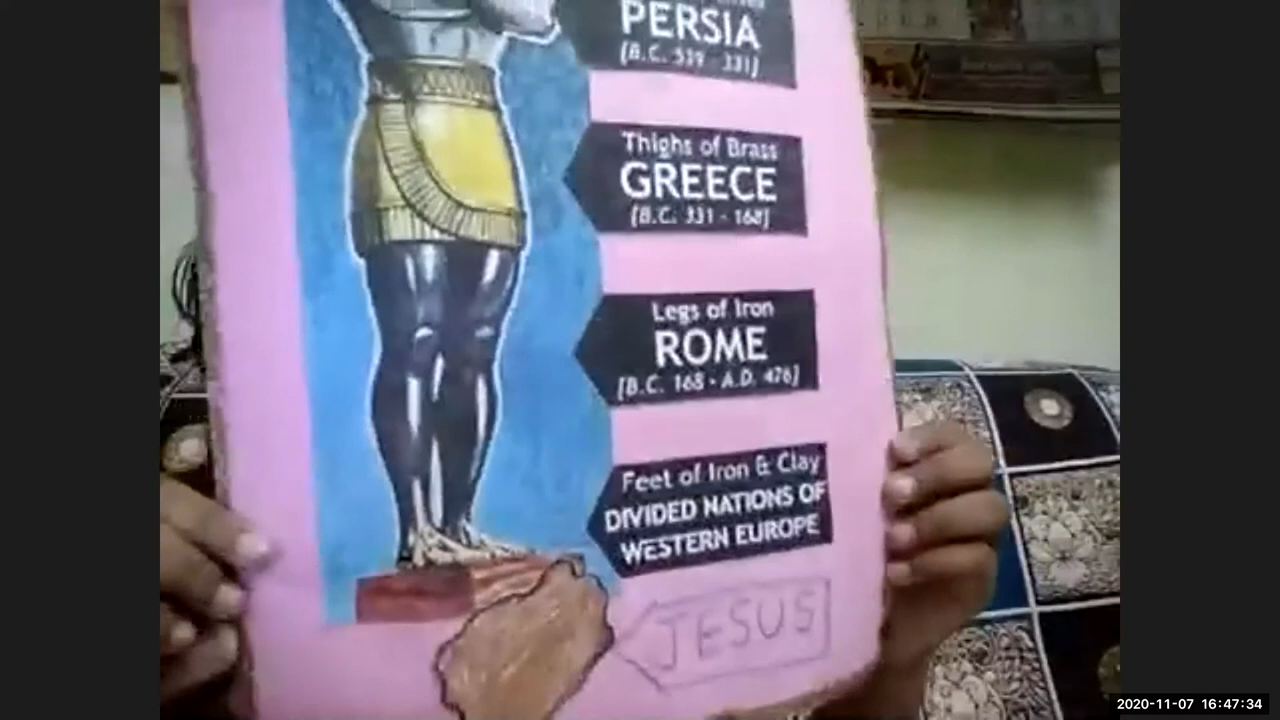 PERSIA
[B.C. 539 - 331]
Thighs of Brass
GREECE
[B.C. 331 - 168]
Legs of Iron
ROME
[B.C. 168 - A.D. 476]
Feet of Iron & Clay
DIVIDED NATIONS OF
WESTERN EUROPE
JESUS
2020-11-07 16:47:34